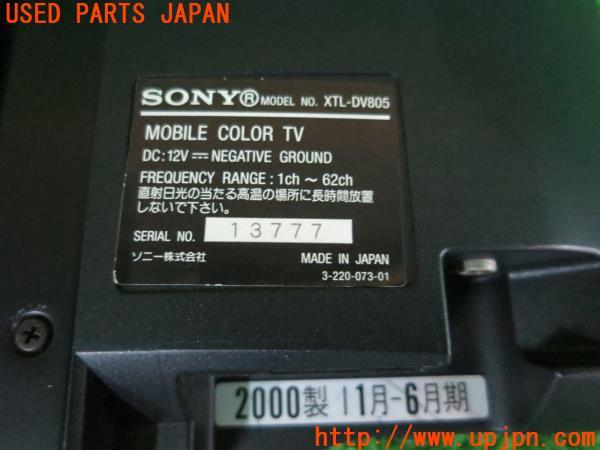 USED PARTS JAPAN
SONY® MODEL NO. XTL-DV805
MOBILE COLOR TV
DC:12V⎓NEGATIVE GROUND
FREQUENCY RANGE:1ch～62ch
直射日光の当たる高温の場所に長時間放置
しないで下さい。
SERIAL NO. 13777
ソニー株式会社 MADE IN JAPAN
3-220-073-01
2000製 11月-6月期
http://www.upjpn.com/